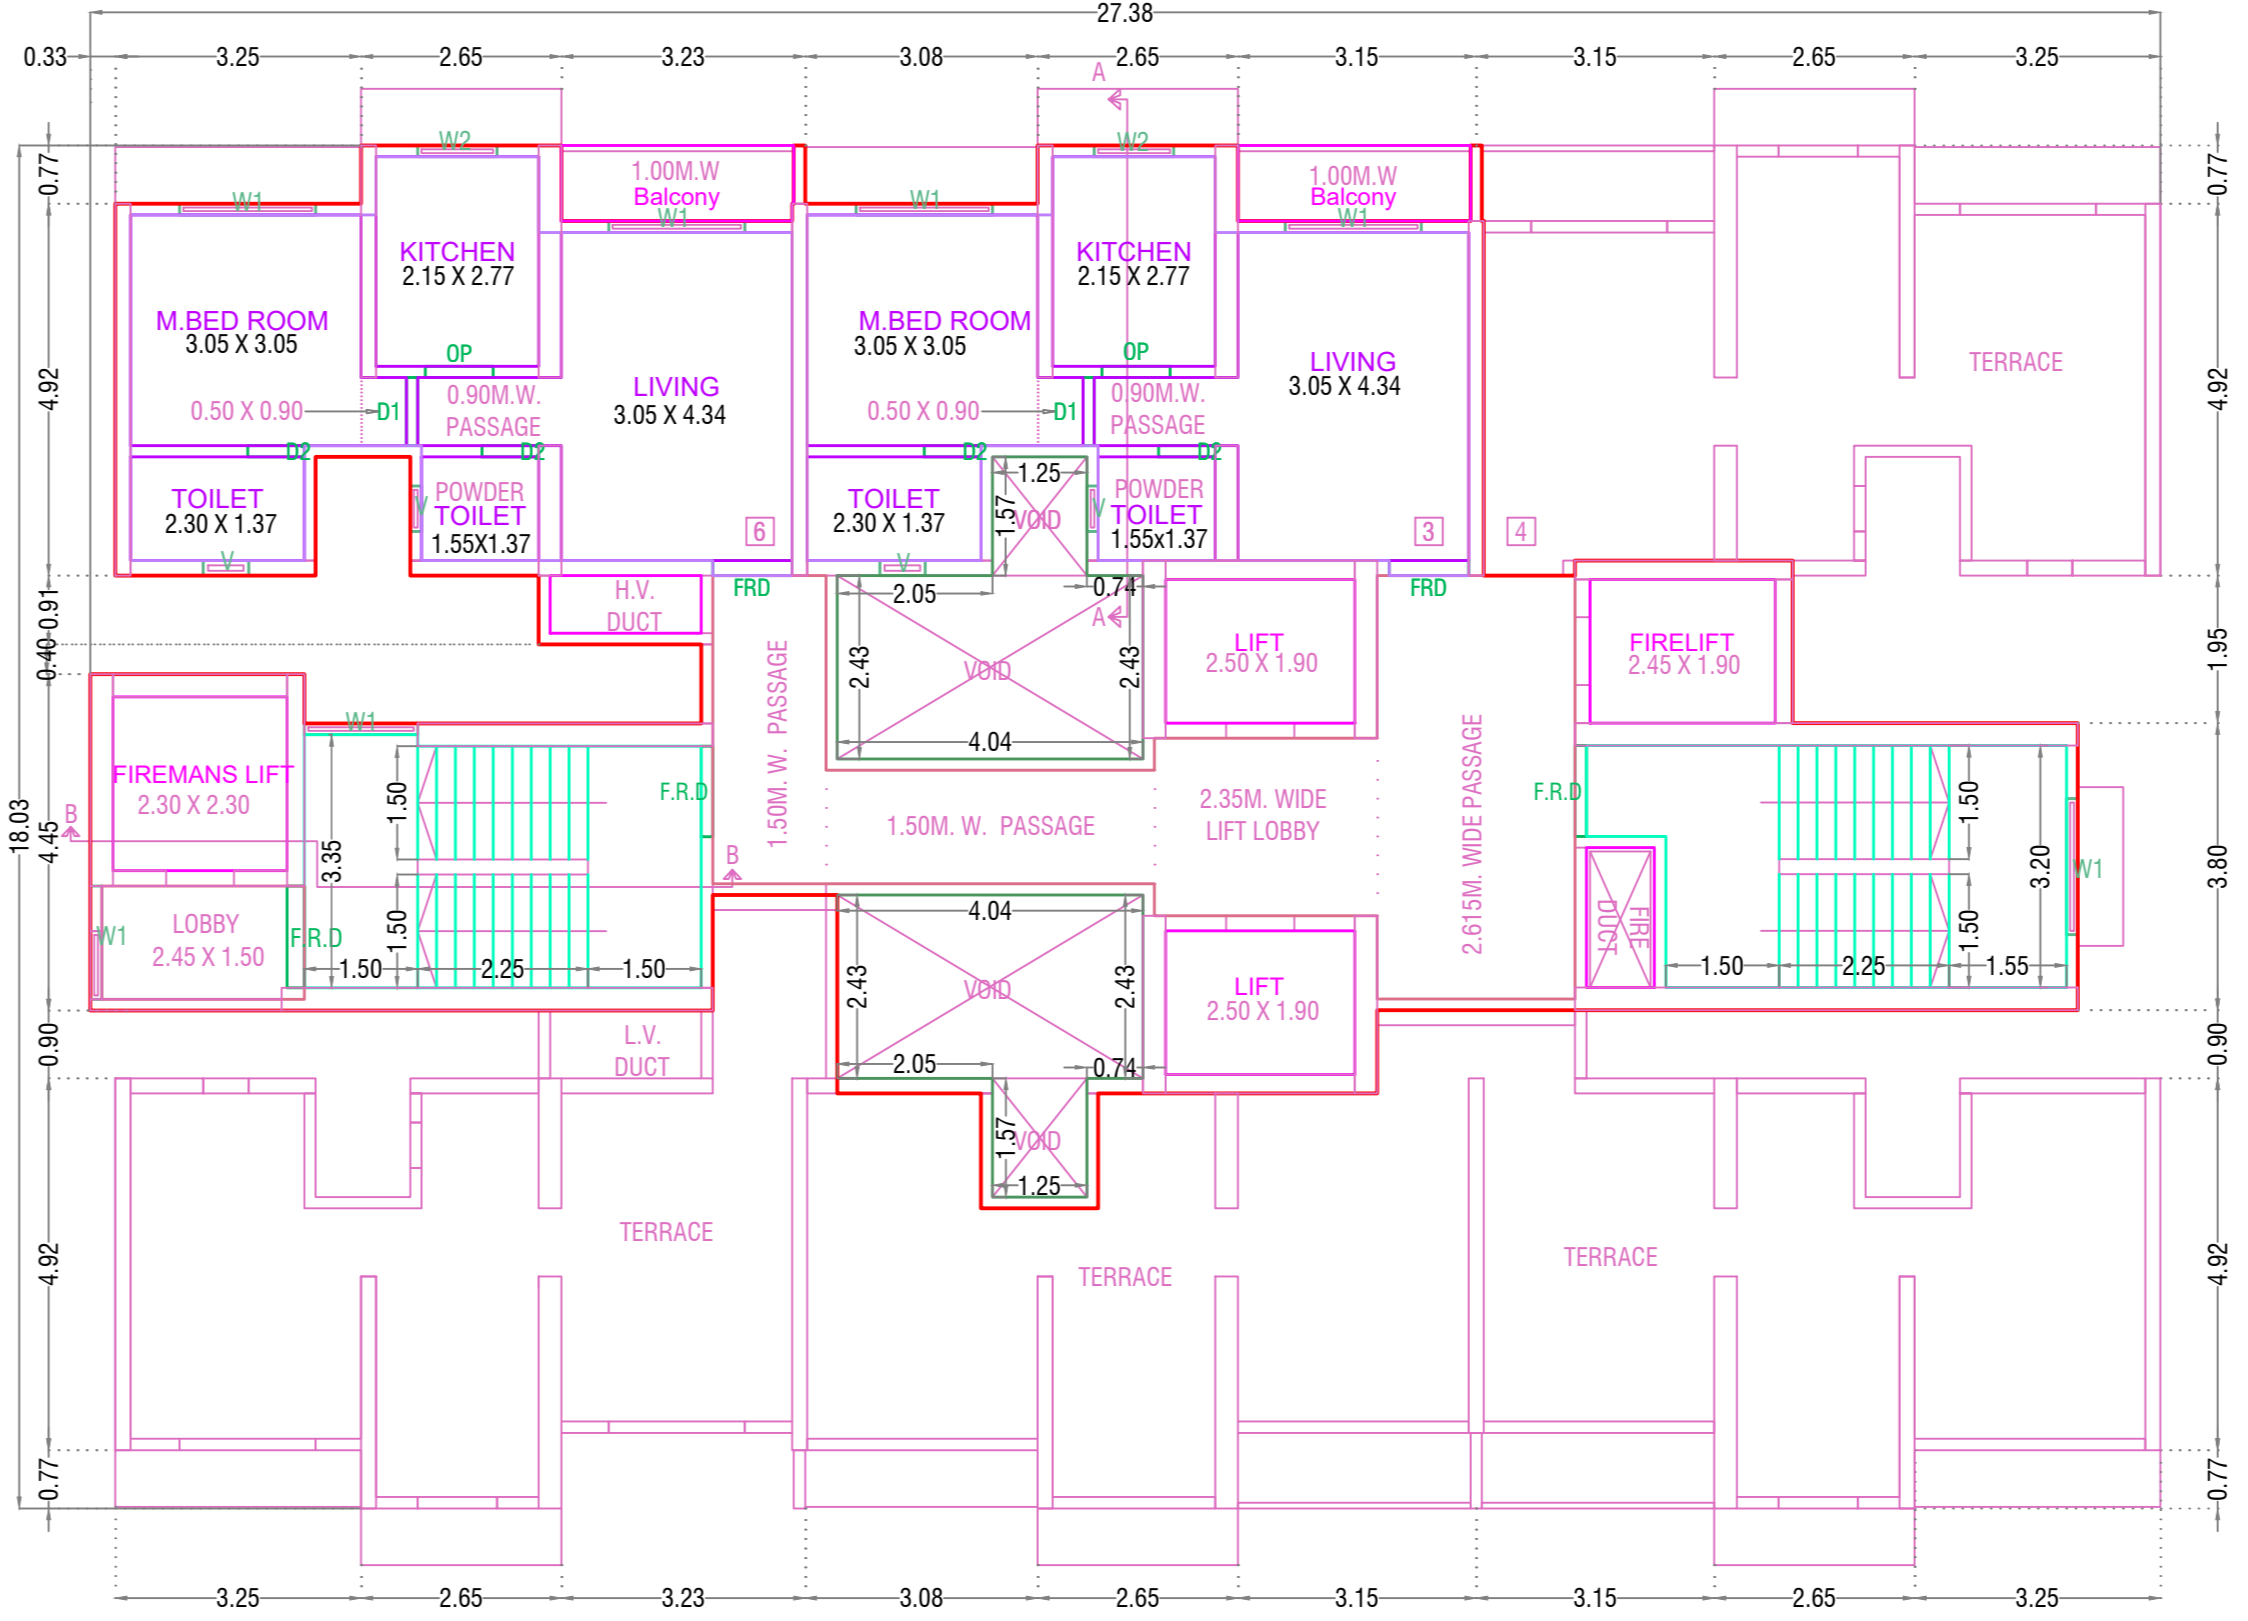 27.38
0.33
3.25
2.65
3.23
3.08
2.65
3.15
3.15
2.65
3.25
A
W2
W2
0.77
1.00M.W
Balcony
1.00M.W
Balcony
0.77
W1
W1
W1
W1
KITCHEN
2.15 X 2.77
KITCHEN
2.15 X 2.77
M.BED ROOM
3.05 X 3.05
M.BED ROOM
3.05 X 3.05
OP
OP
LIVING
3.05 X 4.34
LIVING
3.05 X 4.34
TERRACE
4.92
4.92
0.50 X 0.90
D1
0.90M.W.
PASSAGE
0.50 X 0.90
D1
0.90M.W.
PASSAGE
D2
D2
D2
D2
TOILET
2.30 X 1.37
V
POWDER
TOILET
1.55X1.37
6
TOILET
2.30 X 1.37
1.25
1.57
VOID
V
POWDER
TOILET
1.55x1.37
3
4
V
V
0.91
H.V.
DUCT
FRD
2.05
0.74
A
FRD
0.40
2.43
VOID
2.43
4.04
LIFT
2.50 X 1.90
FIRELIFT
2.45 X 1.90
1.95
1.50M. W. PASSAGE
2.615M. WIDE PASSAGE
W1
FIREMANS LIFT
2.30 X 2.30
B
18.03
4.45
3.35
1.50
F.R.D
1.50M. W. PASSAGE
2.35M. WIDE
LIFT LOBBY
F.R.D
1.50
3.20
W1
3.80
B
LOBBY
2.45 X 1.50
W1
F.R.D
1.50
1.50
2.25
1.50
4.04
2.43
VOID
2.43
LIFT
2.50 X 1.90
FIRE
DUCT
1.50
1.50
2.25
1.55
0.90
L.V.
DUCT
2.05
0.74
0.90
1.57
VOID
1.25
TERRACE
TERRACE
TERRACE
4.92
4.92
0.77
0.77
3.25
2.65
3.23
3.08
2.65
3.15
3.15
2.65
3.25